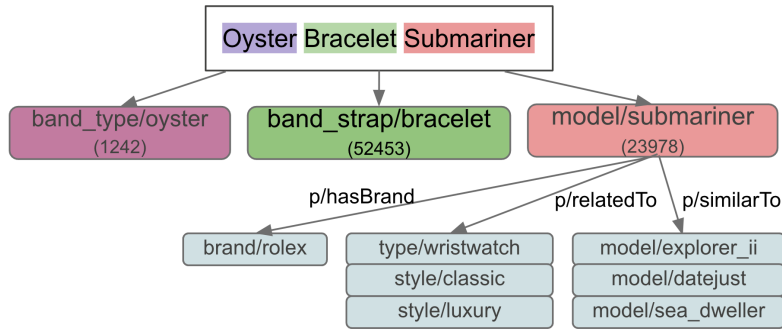 Oyster Bracelet Submariner
band_type/oyster
(1242)
band_strap/bracelet
(52453)
model/submariner
(23978)
p/hasBrand
p/relatedTo
p/similarTo
brand/rolex
type/wristwatch
style/classic
style/luxury
model/explorer_ii
model/datejust
model/sea_dweller